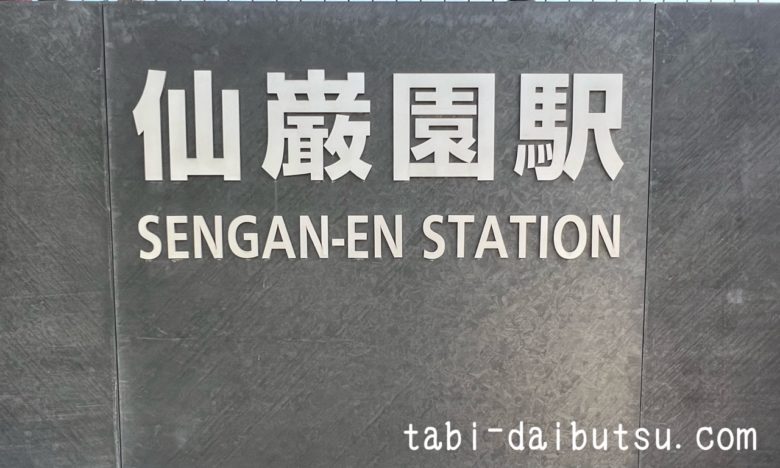 仙巌園駅
SENGAN-EN STATION
tabi-daibutsu.com